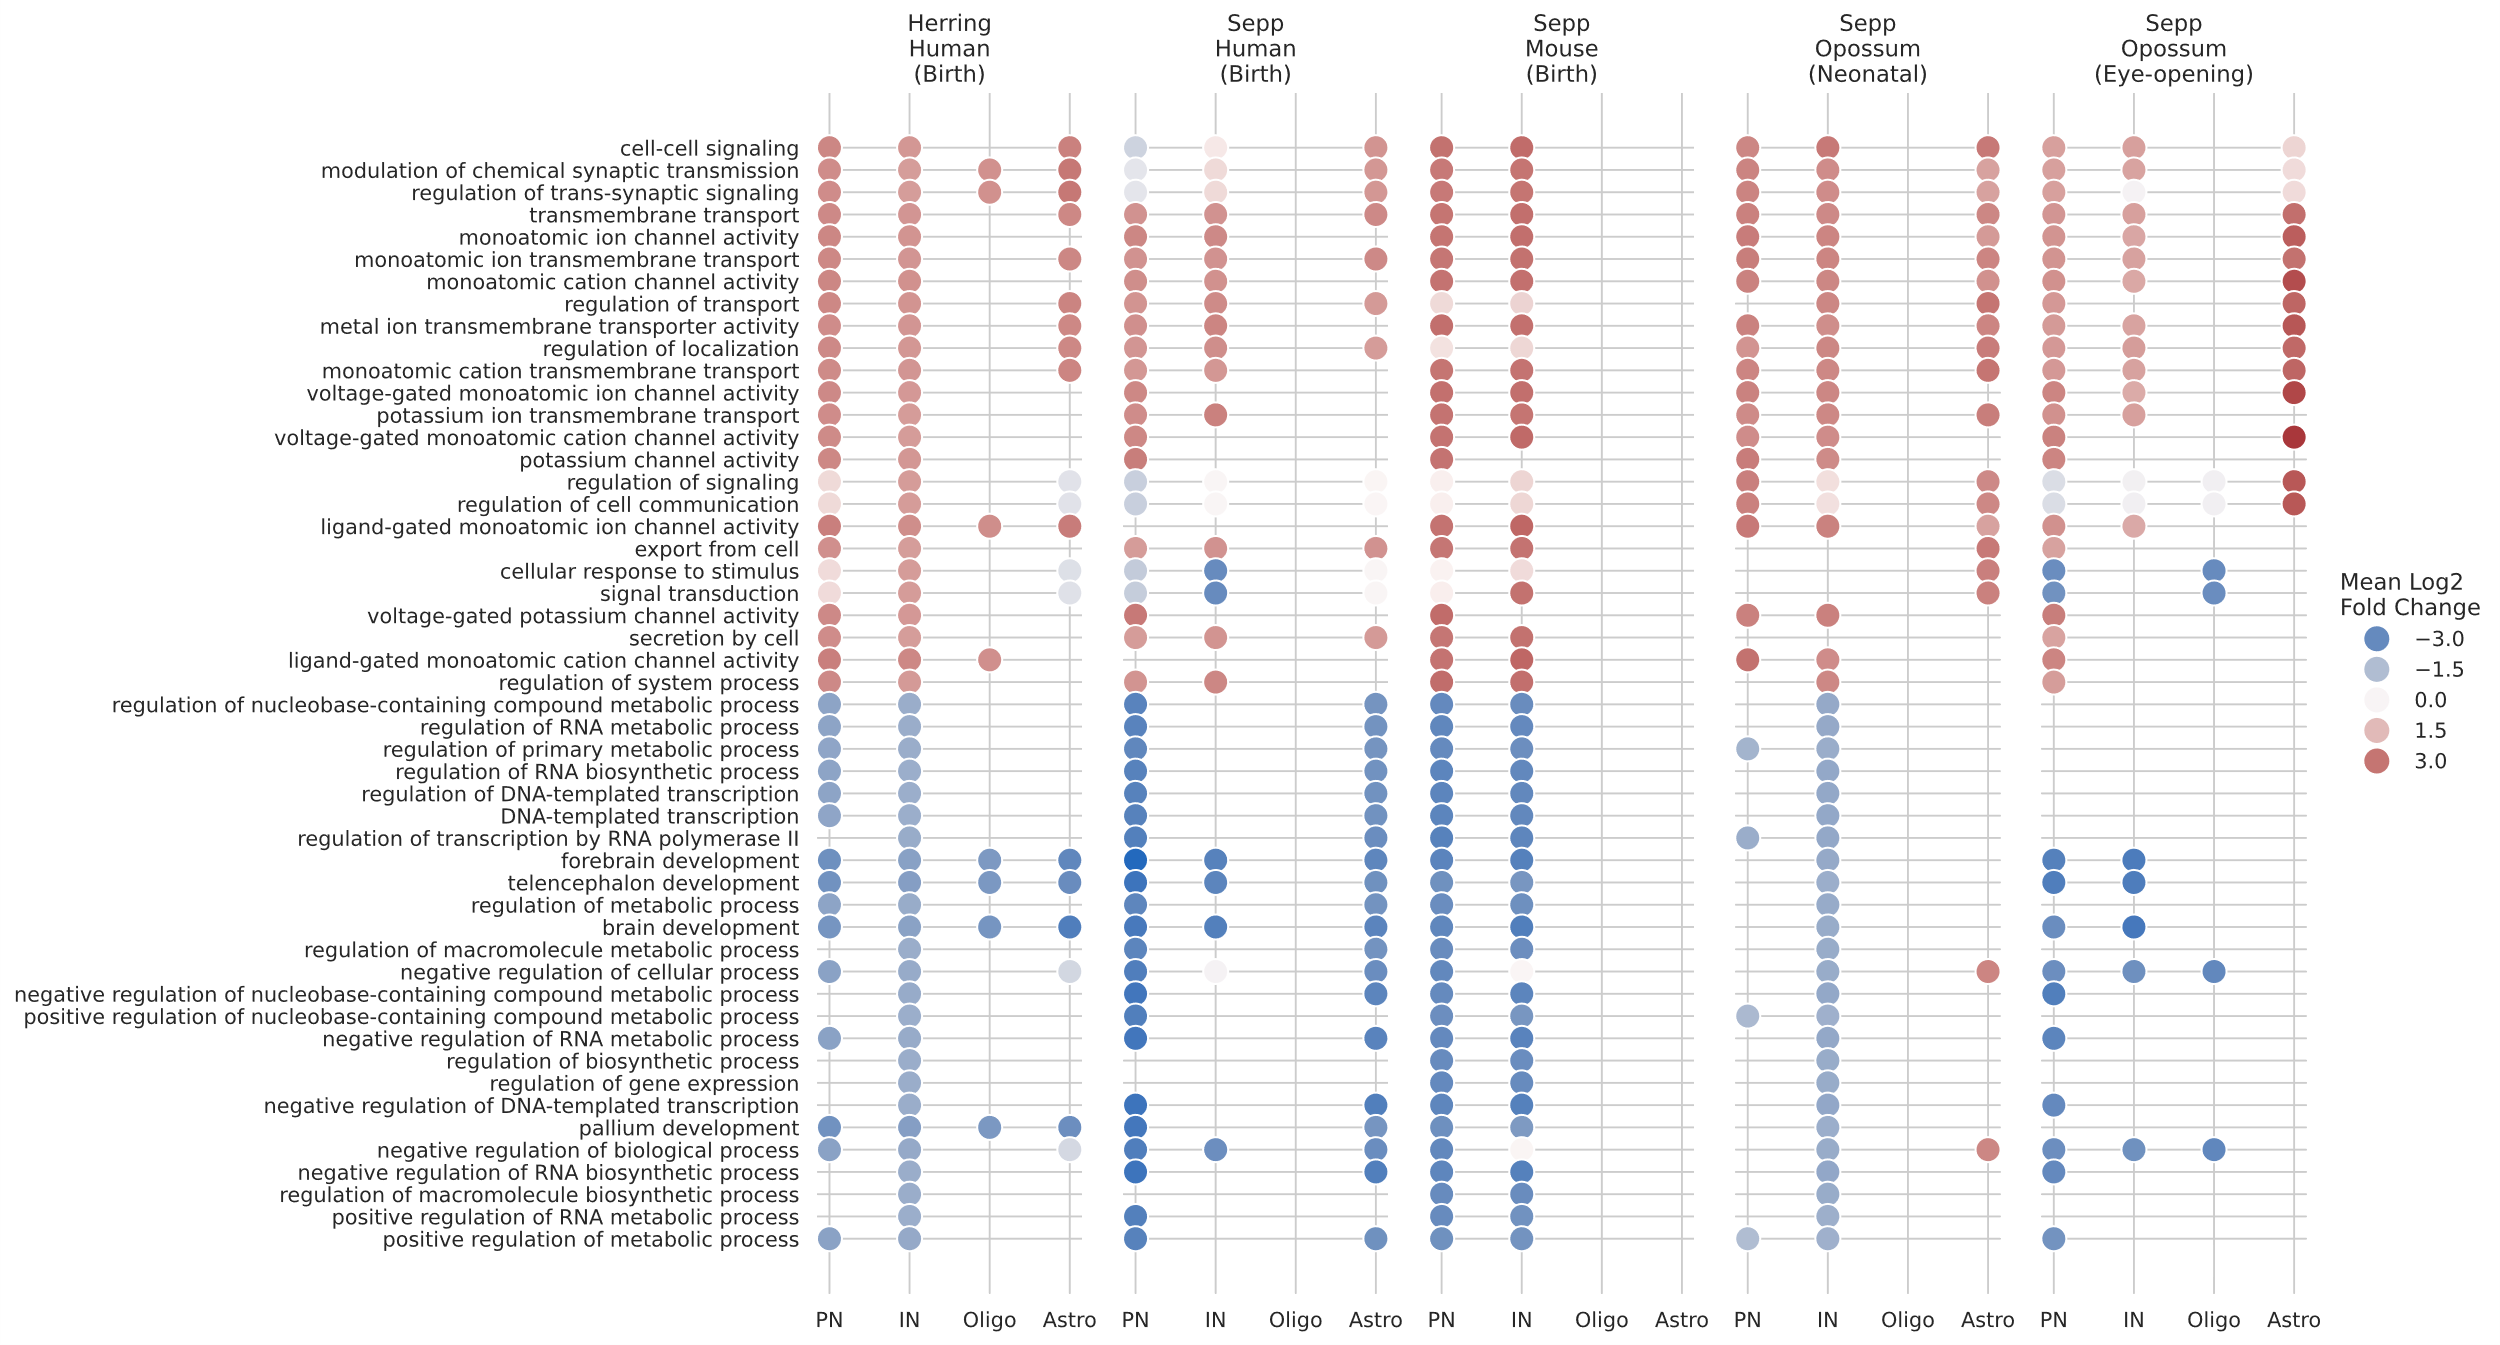 Herring
Human
(Birth)
Sepp
Human
(Birth)
Sepp
Mouse
(Birth)
Sepp
Opossum
(Neonatal)
Sepp
Opossum
(Eye-opening)
cell-cell signaling
modulation of chemical synaptic transmission
regulation of trans-synaptic signaling
transmembrane transport
monoatomic ion channel activity
monoatomic ion transmembrane transport
monoatomic cation channel activity
regulation of transport
metal ion transmembrane transporter activity
regulation of localization
monoatomic cation transmembrane transport
voltage-gated monoatomic ion channel activity
potassium ion transmembrane transport
voltage-gated monoatomic cation channel activity
potassium channel activity
regulation of signaling
regulation of cell communication
ligand-gated monoatomic ion channel activity
export from cell
cellular response to stimulus
signal transduction
voltage-gated potassium channel activity
secretion by cell
ligand-gated monoatomic cation channel activity
regulation of system process
regulation of nucleobase-containing compound metabolic process
regulation of RNA metabolic process
regulation of primary metabolic process
regulation of RNA biosynthetic process
regulation of DNA-templated transcription
DNA-templated transcription
regulation of transcription by RNA polymerase II
forebrain development
telencephalon development
regulation of metabolic process
brain development
regulation of macromolecule metabolic process
negative regulation of cellular process
negative regulation of nucleobase-containing compound metabolic process
positive regulation of nucleobase-containing compound metabolic process
negative regulation of RNA metabolic process
regulation of biosynthetic process
regulation of gene expression
negative regulation of DNA-templated transcription
pallium development
negative regulation of biological process
negative regulation of RNA biosynthetic process
regulation of macromolecule biosynthetic process
positive regulation of RNA metabolic process
positive regulation of metabolic process
PN IN Oligo Astro
PN IN Oligo Astro
PN IN Oligo Astro
PN IN Oligo Astro
PN IN Oligo Astro
Mean Log2
Fold Change
−3.0
−1.5
0.0
1.5
3.0